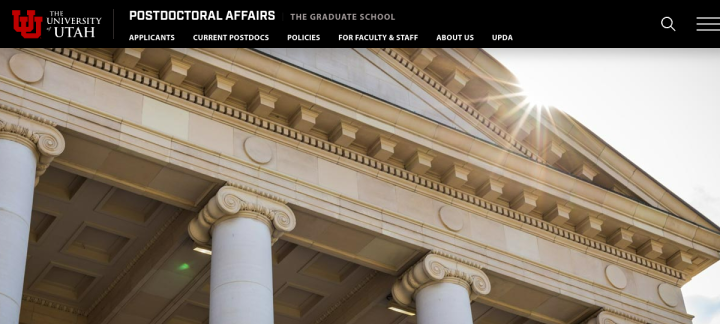 THE
UNIVERSITY
OF UTAH
POSTDOCTORAL AFFAIRS
THE GRADUATE SCHOOL
APPLICANTS
CURRENT POSTDOCS
POLICIES
FOR FACULTY & STAFF
ABOUT US
UPDA